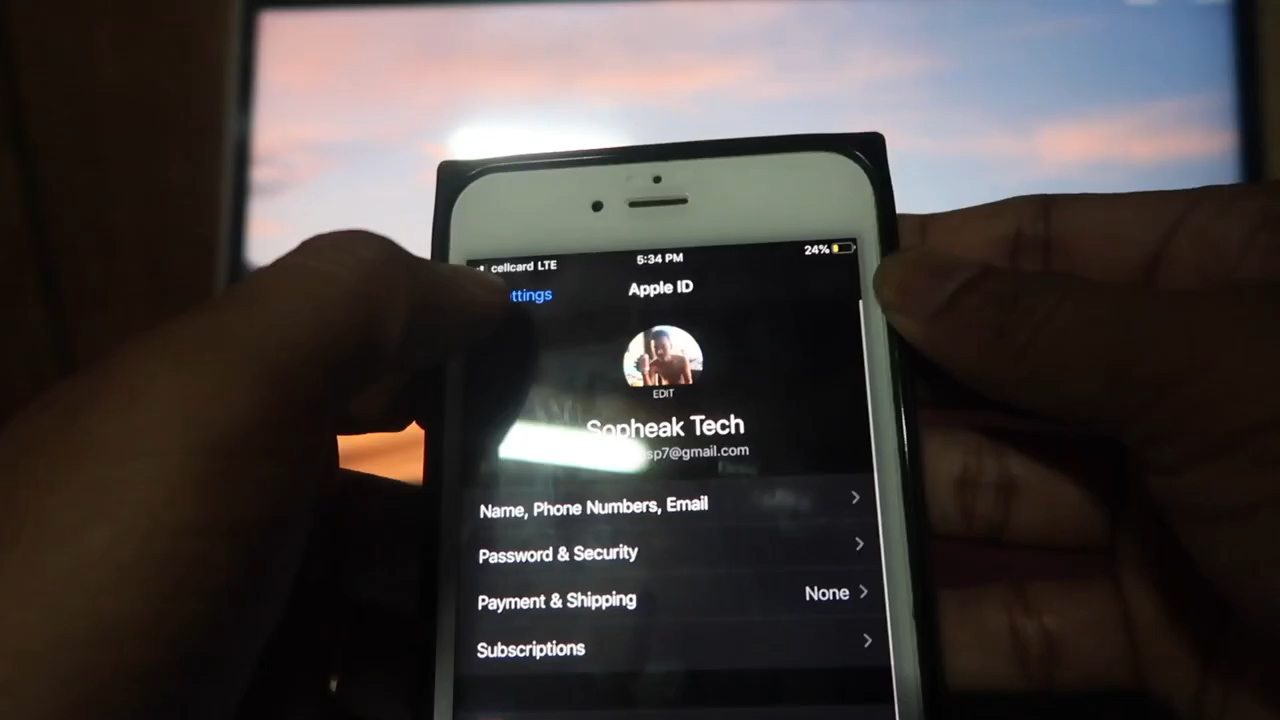 cellcard LTE 5:34 PM 24%
ttings Apple ID
EDIT
Sopheak Tech
sp7@gmail.com
Name, Phone Numbers, Email
Password & Security
Payment & Shipping None
Subscriptions